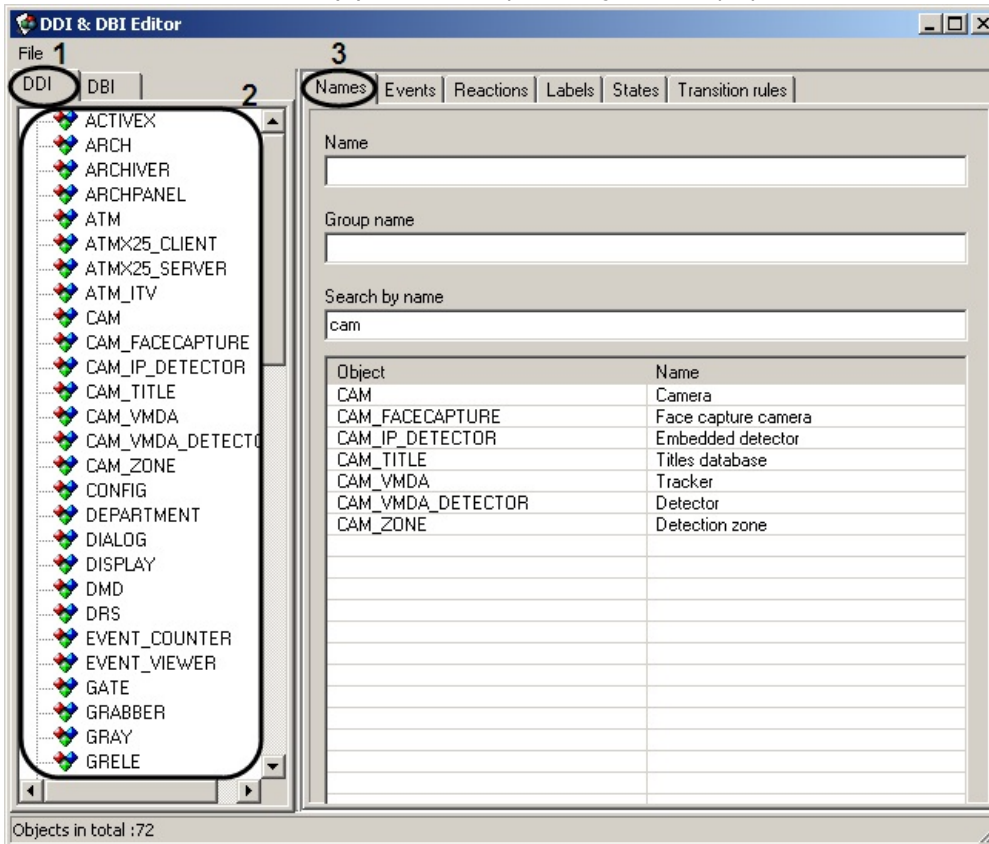 DDI & DBI Editor
File
1
3
DDI
DBI
2
Names
Events
Reactions
Labels
States
Transition rules
ACTIVEX
ARCH
ARCHIVER
ARCHPANEL
ATM
ATMX25_CLIENT
ATMX25_SERVER
ATM_ITV
CAM
CAM_FACECAPTURE
CAM_IP_DETECTOR
CAM_TITLE
CAM_VMDA
CAM_VMDA_DETECTO
CAM_ZONE
CONFIG
DEPARTMENT
DIALOG
DISPLAY
DMD
DRS
EVENT_COUNTER
EVENT_VIEWER
GATE
GRABBER
GRAY
GRELE
Name
Group name
Search by name
cam
Object Name
CAM Camera
CAM_FACECAPTURE Face capture camera
CAM_IP_DETECTOR Embedded detector
CAM_TITLE Titles database
CAM_VMDA Tracker
CAM_VMDA_DETECTOR Detector
CAM_ZONE Detection zone
Objects in total :72